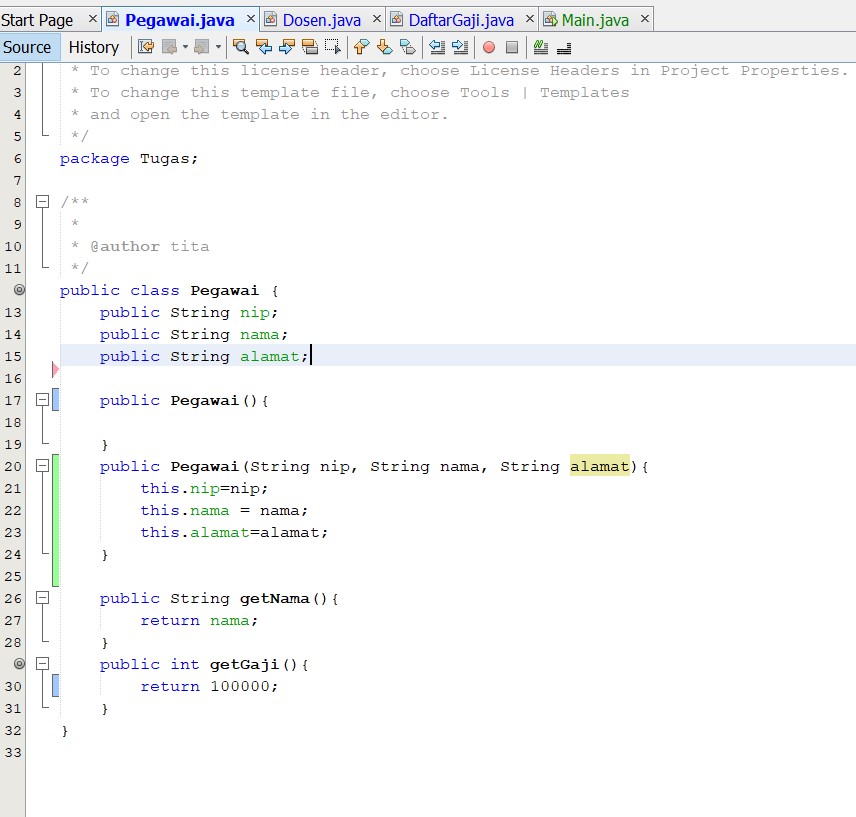 Start Page Pegawai.java Dosen.java DaftarGaji.java Main.java
Source History
2 * To change this license header, choose License Headers in Project Properties.
3 * To change this template file, choose Tools | Templates
4 * and open the template in the editor.
5 */
6 package Tugas;
7
8 /**
9 *
10 * @author tita
11 */
public class Pegawai {
13 public String nip;
14 public String nama;
15 public String alamat;
16
17 public Pegawai(){
18
19 }
20 public Pegawai(String nip, String nama, String alamat){
21 this.nip=nip;
22 this.nama = nama;
23 this.alamat=alamat;
24 }
25
26 public String getNama(){
27 return nama;
28 }
public int getGaji(){
30 return 100000;
31 }
32 }
33